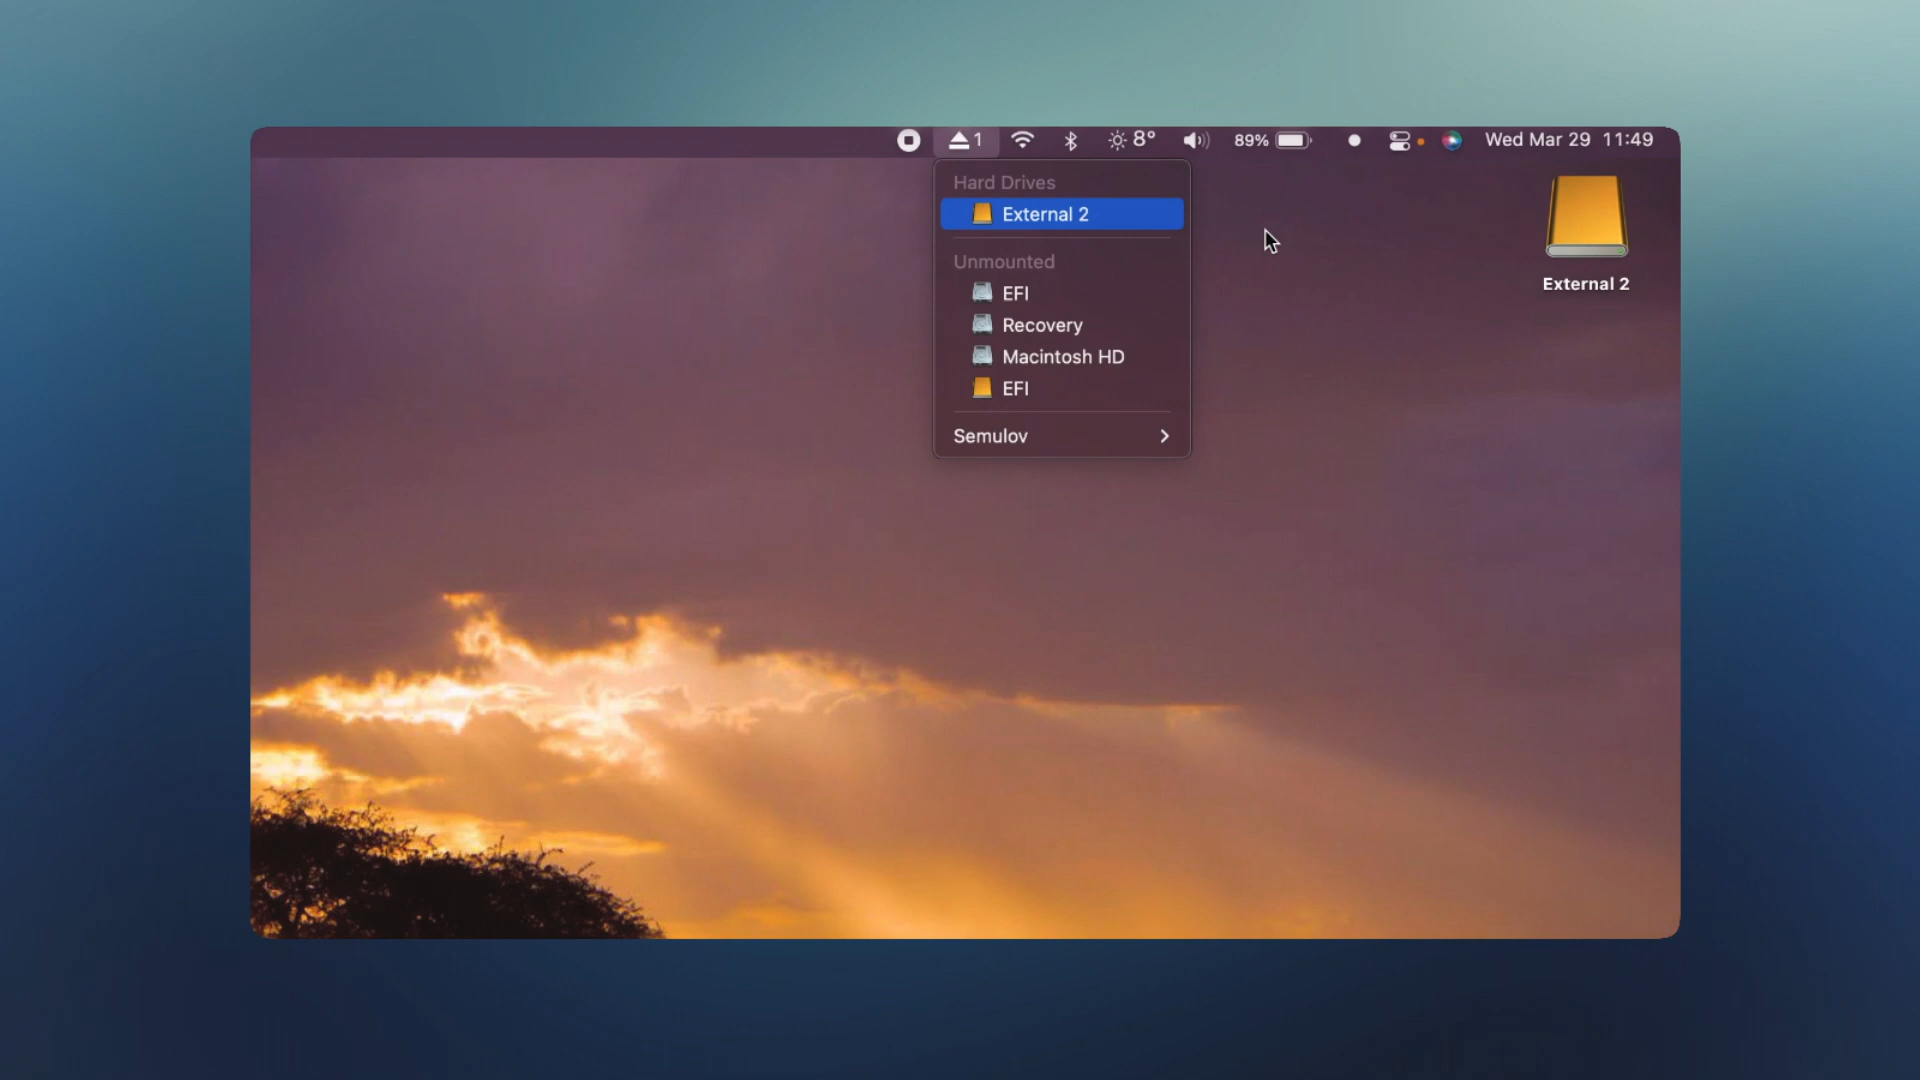 1 8° 89% Wed Mar 29 11:49
Hard Drives
External 2
Unmounted
EFI
Recovery
Macintosh HD
EFI
Semulov
External 2